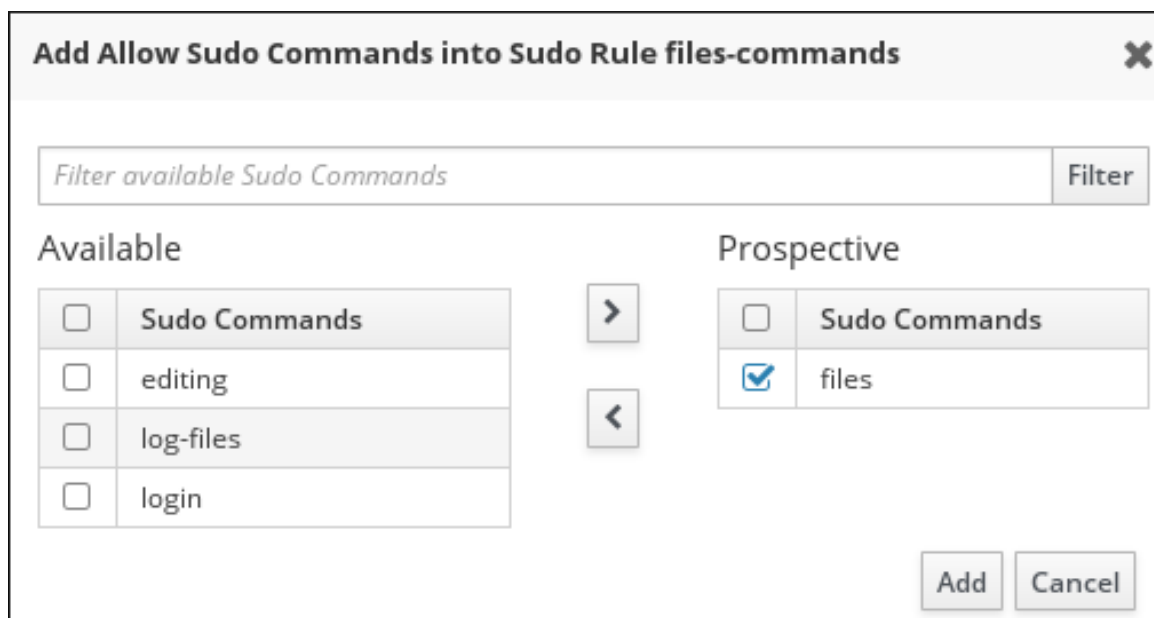 Add Allow Sudo Commands into Sudo Rule files-commands
Filter available Sudo Commands Filter
Available Prospective
Sudo Commands Sudo Commands
editing files
log-files
login
Add Cancel